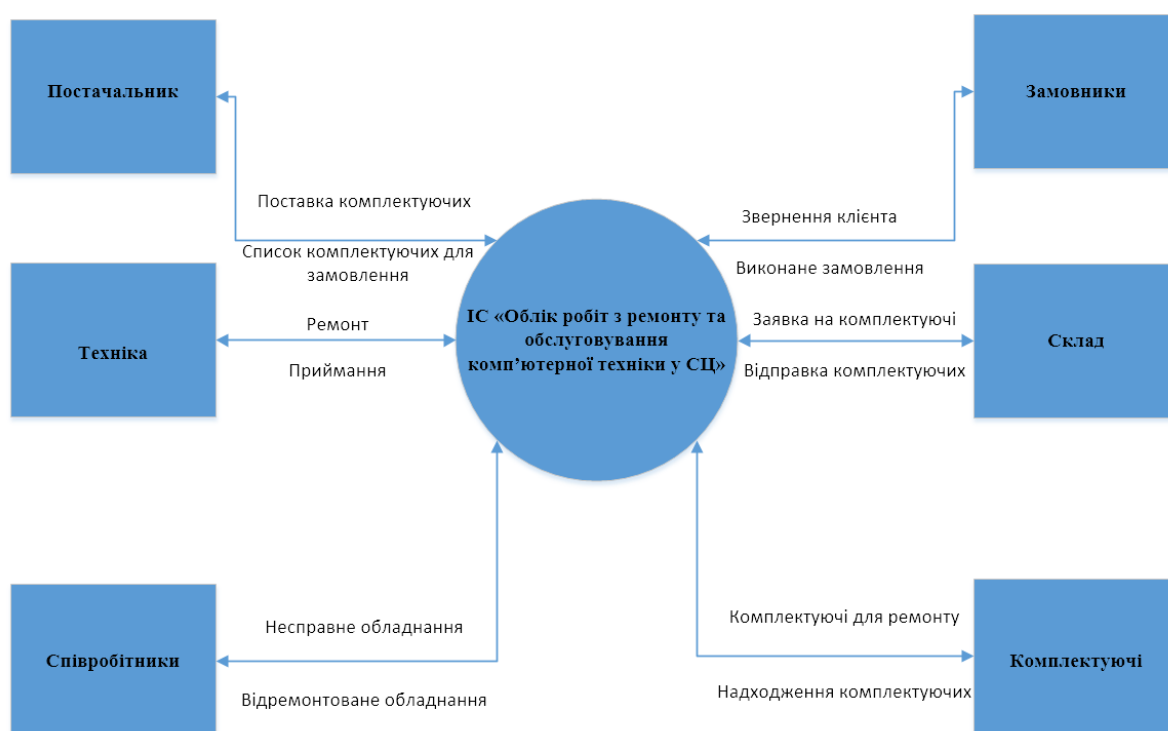 Постачальник
Замовники
Поставка комплектуючих
Звернення клієнта
Список комплектуючих для
замовлення
Виконане замовлення
Техніка
Ремонт
Приймання
ІС «Облік робіт з ремонту та
обслуговування
комп’ютерної техніки у СЦ»
Заявка на комплектуючі
Відправка комплектуючих
Склад
Співробітники
Несправне обладнання
Відремонтоване обладнання
Комплектуючі для ремонту
Надходження комплектуючих
Комплектуючі